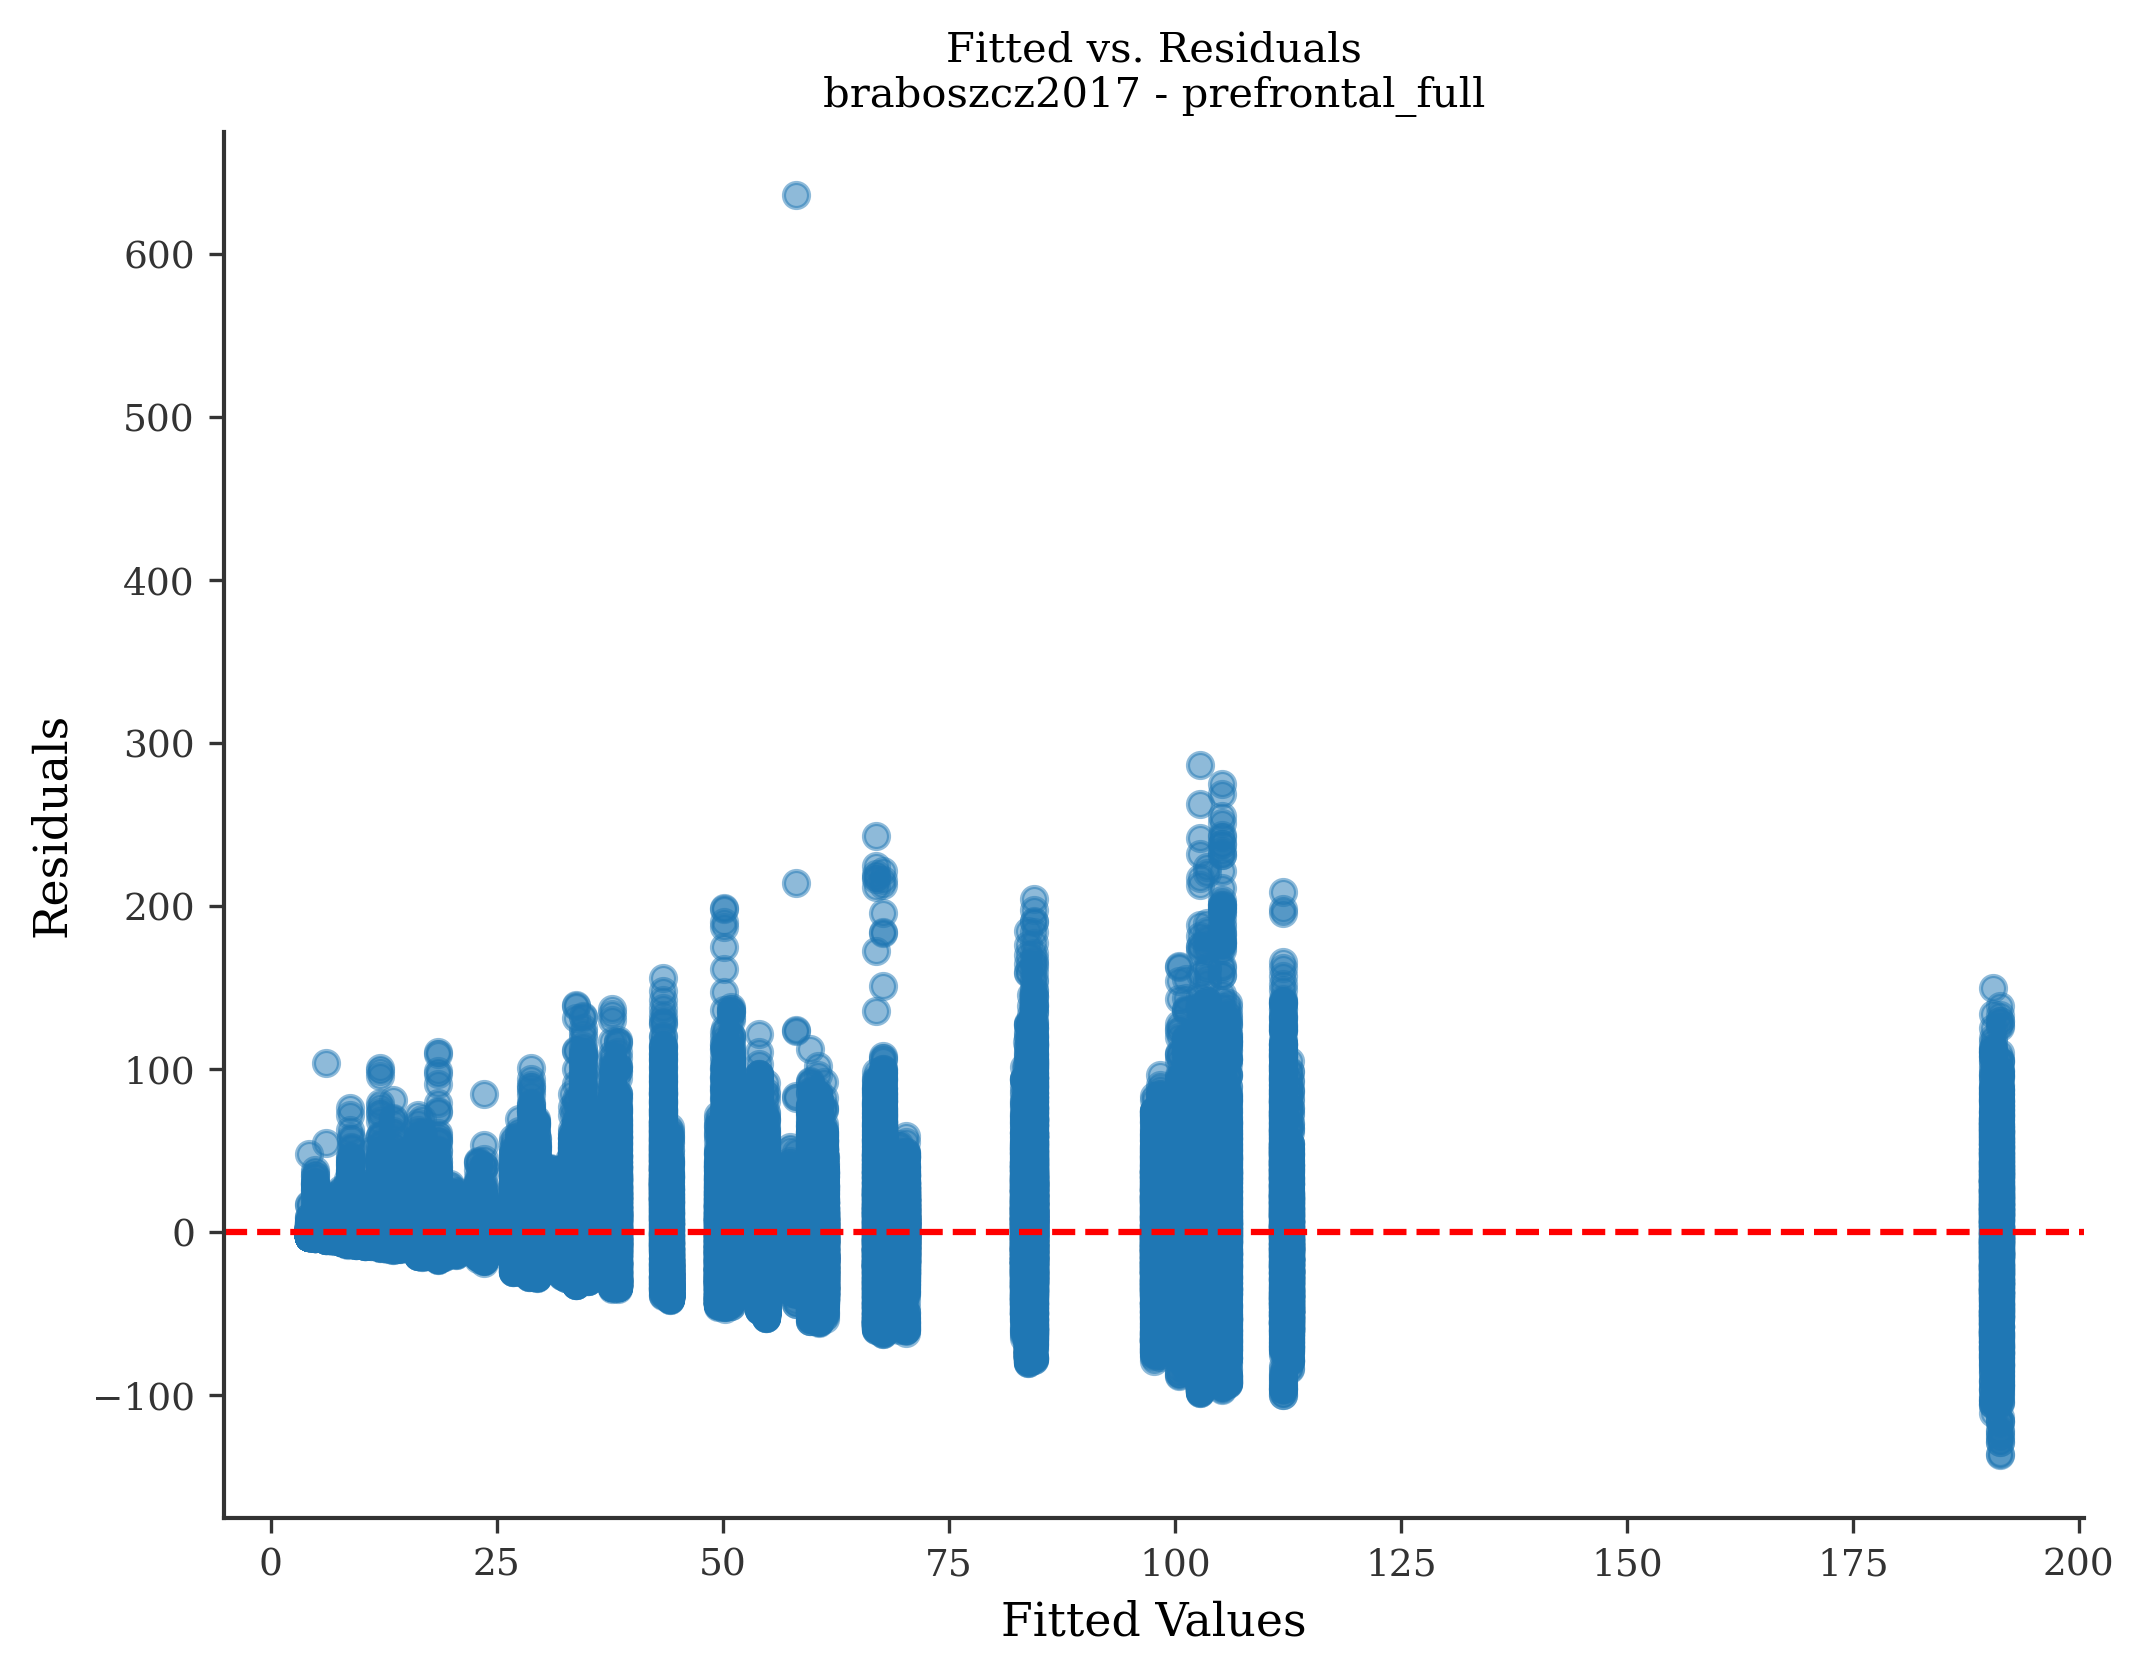 Fitted vs. Residuals
braboszcz2017 - prefrontal_full
600
500
400
300
200
100
0
−100
Residuals
0 25 50 75 100 125 150 175 200
Fitted Values